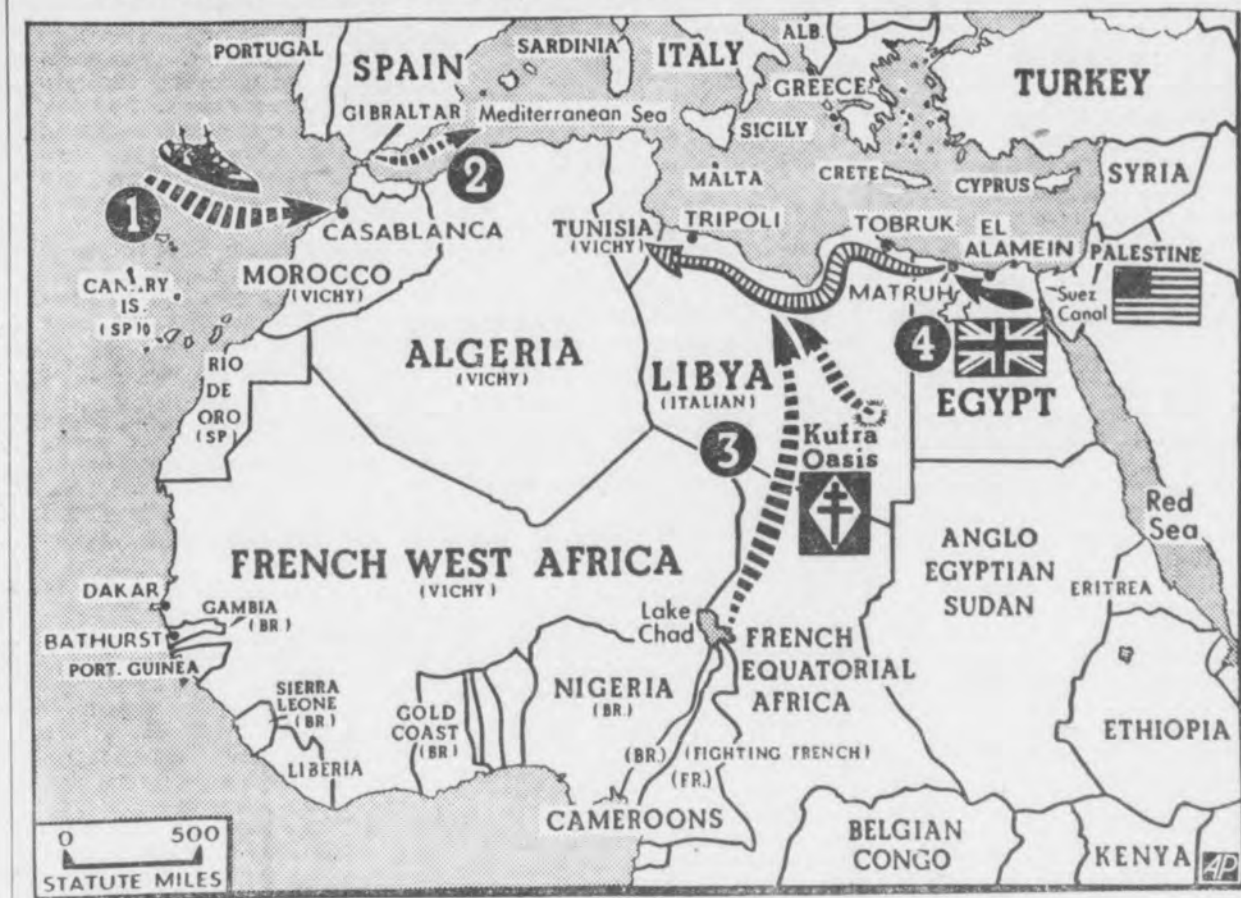 PORTUGAL
SPAIN
SARDINIA
ITALY
ALB.
GREECE
TURKEY
GIBRALTAR
Mediterranean Sea
SICILY
2
MALTA
CRETE
CYPRUS
SYRIA
1
CASABLANCA
TUNISIA
(VICHY)
TRIPOLI
TOBRUK
EL
ALAMEIN
PALESTINE
MOROCCO
(VICHY)
MATRUH
Suez
Canal
CANARY
IS.
(SP)
4
ALGERIA
(VICHY)
LIBYA
(ITALIAN)
EGYPT
RIO
DE
ORO
(SP)
3
Kufra
Oasis
Red
Sea
FRENCH WEST AFRICA
(VICHY)
ANGLO
EGYPTIAN
SUDAN
ERITREA
DAKAR
GAMBIA
(BR.)
BATHURST
PORT. GUINEA
Lake
Chad
FRENCH
EQUATORIAL
AFRICA
(FIGHTING FRENCH)
SIERRA
LEONE
(BR)
GOLD
COAST
(BR)
NIGERIA
(BR.)
ETHIOPIA
LIBERIA
(BR.)
(FR.)
CAMEROONS
BELGIAN
CONGO
KENYA
AP
0 500
STATUTE MILES